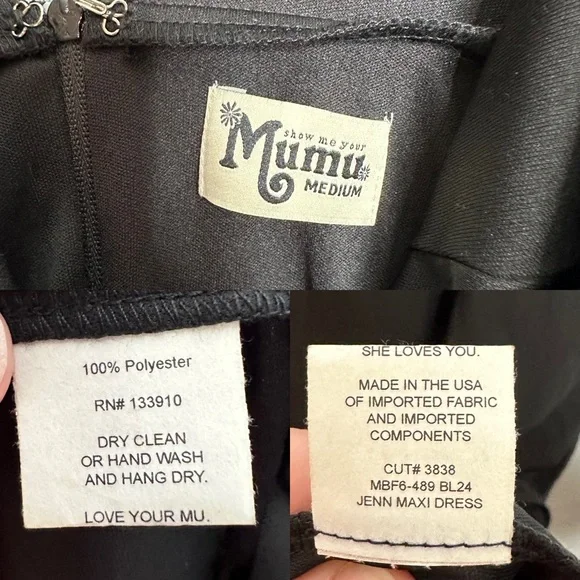 show me your
Mumu
MEDIUM
100% Polyester
RN# 133910
DRY CLEAN
OR HAND WASH
AND HANG DRY.
LOVE YOUR MU.
SHE LOVES YOU.
MADE IN THE USA
OF IMPORTED FABRIC
AND IMPORTED
COMPONENTS
CUT# 3838
MBF6-489 BL24
JENN MAXI DRESS